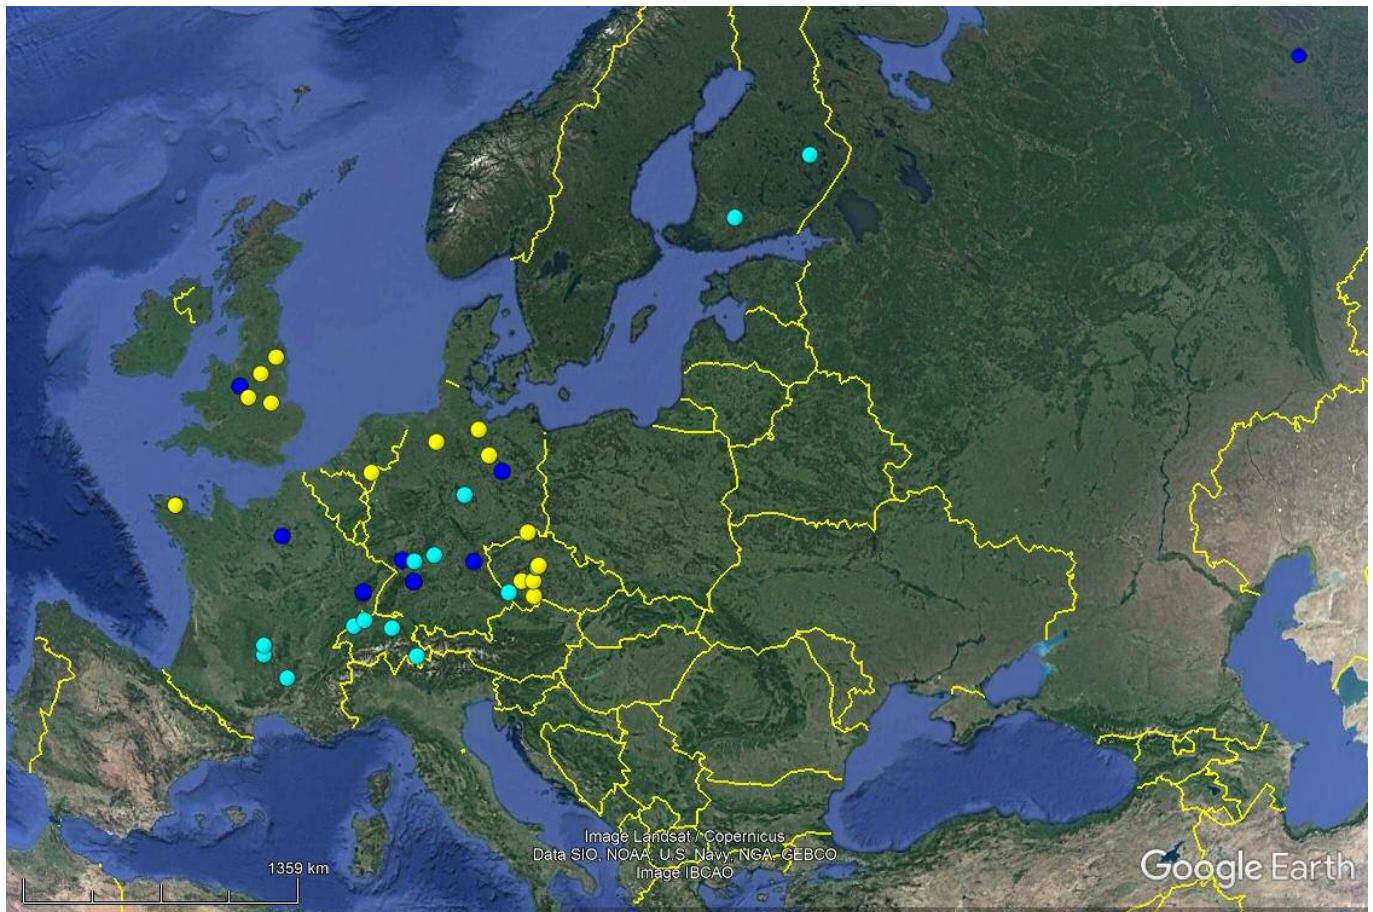 Image Landsat / Copernicus
Data SIO, NOAA, U.S. Navy, NGA, GEBCO
Image IBCAO
1359 km
Google Earth